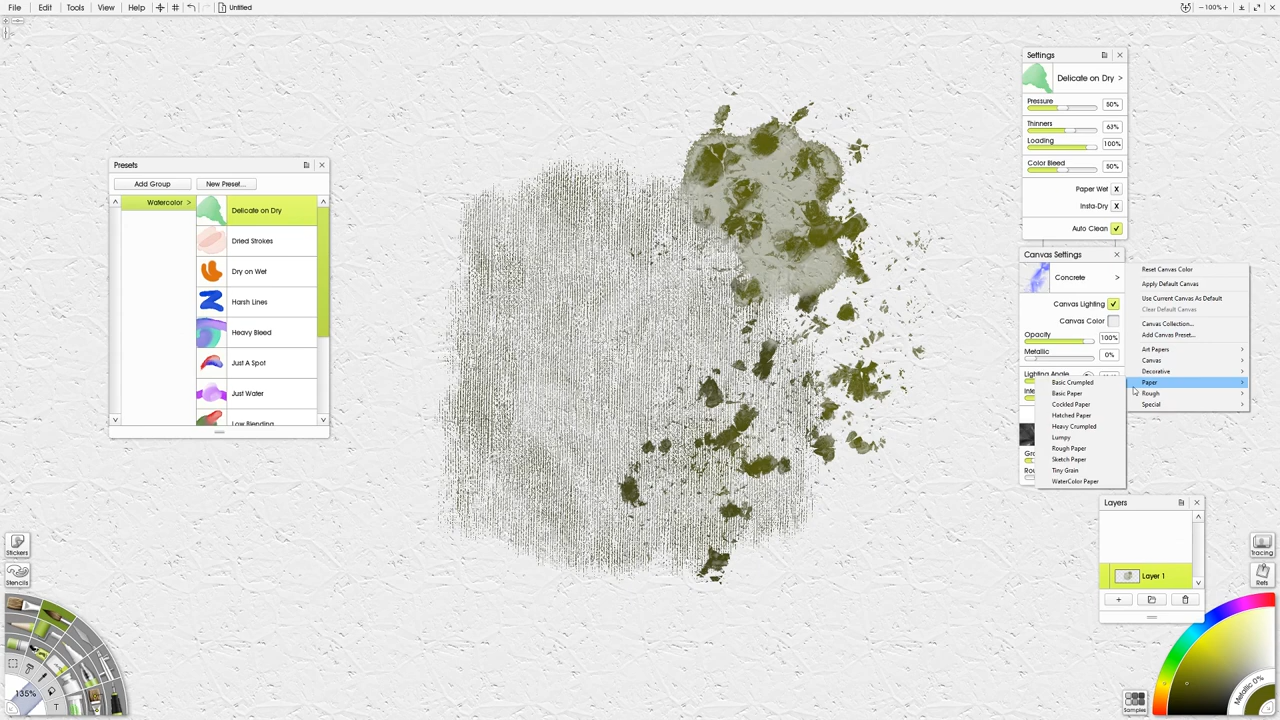 File Edit Tools View Help Untitled
100%
Presets
Add Group New Preset...
Watercolor >
Delicate on Dry
Dried Strokes
Dry on Wet
Harsh Lines
Heavy Bleed
Just A Spot
Just Water
Low Blending
Settings
Delicate on Dry >
Pressure 50%
Thinners 63%
Loading 100%
Color Bleed 50%
Paper Wet X
Insta-Dry X
Auto Clean
Canvas Settings
Concrete >
Canvas Lighting
Canvas Color
Opacity 100%
Metallic 0%
Lighting Angle
Reset Canvas Color
Apply Default Canvas
Use Current Canvas As Default
Clear Default Canvas
Canvas Collection...
Add Canvas Preset...
Art Papers
Canvas
Decorative
Paper
Rough
Special
Basic Crumpled
Basic Paper
Cockled Paper
Hatched Paper
Heavy Crumpled
Lumpy
Rough Paper
Sketch Paper
Tiny Grain
WaterColor Paper
Layers
Layer 1
Stickers
Stencils
135%
T
Tracing
Refs
Samples
Metallic 0%